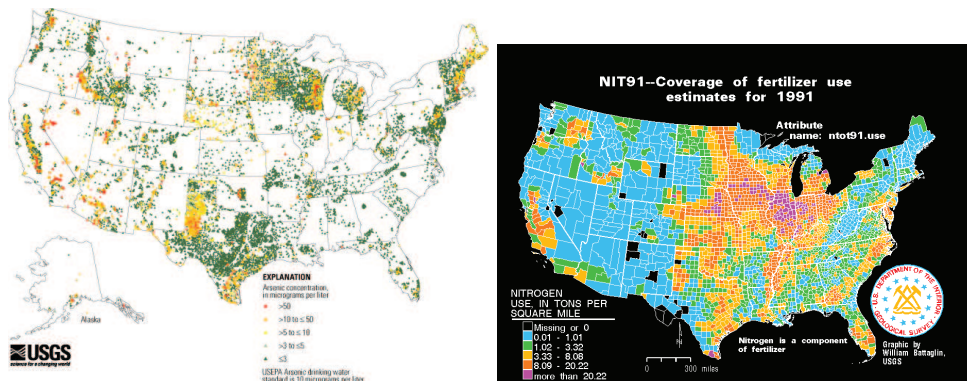 Alaska
USGS
science for a changing world
EXPLANATION
Arsenic concentration,
in micrograms per liter
>50
>10 to ≤ 50
>5 to ≤ 10
>3 to ≤5
≤3
USEPA Arsenic drinking water
standard is 10 micrograms per liter
NIT91--Coverage of fertilizer use
estimates for 1991
Attribute
name: ntot91.use
NITROGEN
USE, IN TONS PER
SQUARE MILE
Missing or 0
0.01 - 1.01
1.02 - 3.32
3.33 - 8.08
8.09 - 20.22
more than 20.22
0 300 miles
Nitrogen is a component
of fertilizer
U.S. DEPARTMENT OF THE INTERIOR
GEOLOGICAL SURVEY
Graphic by
William Battaglin,
USGS